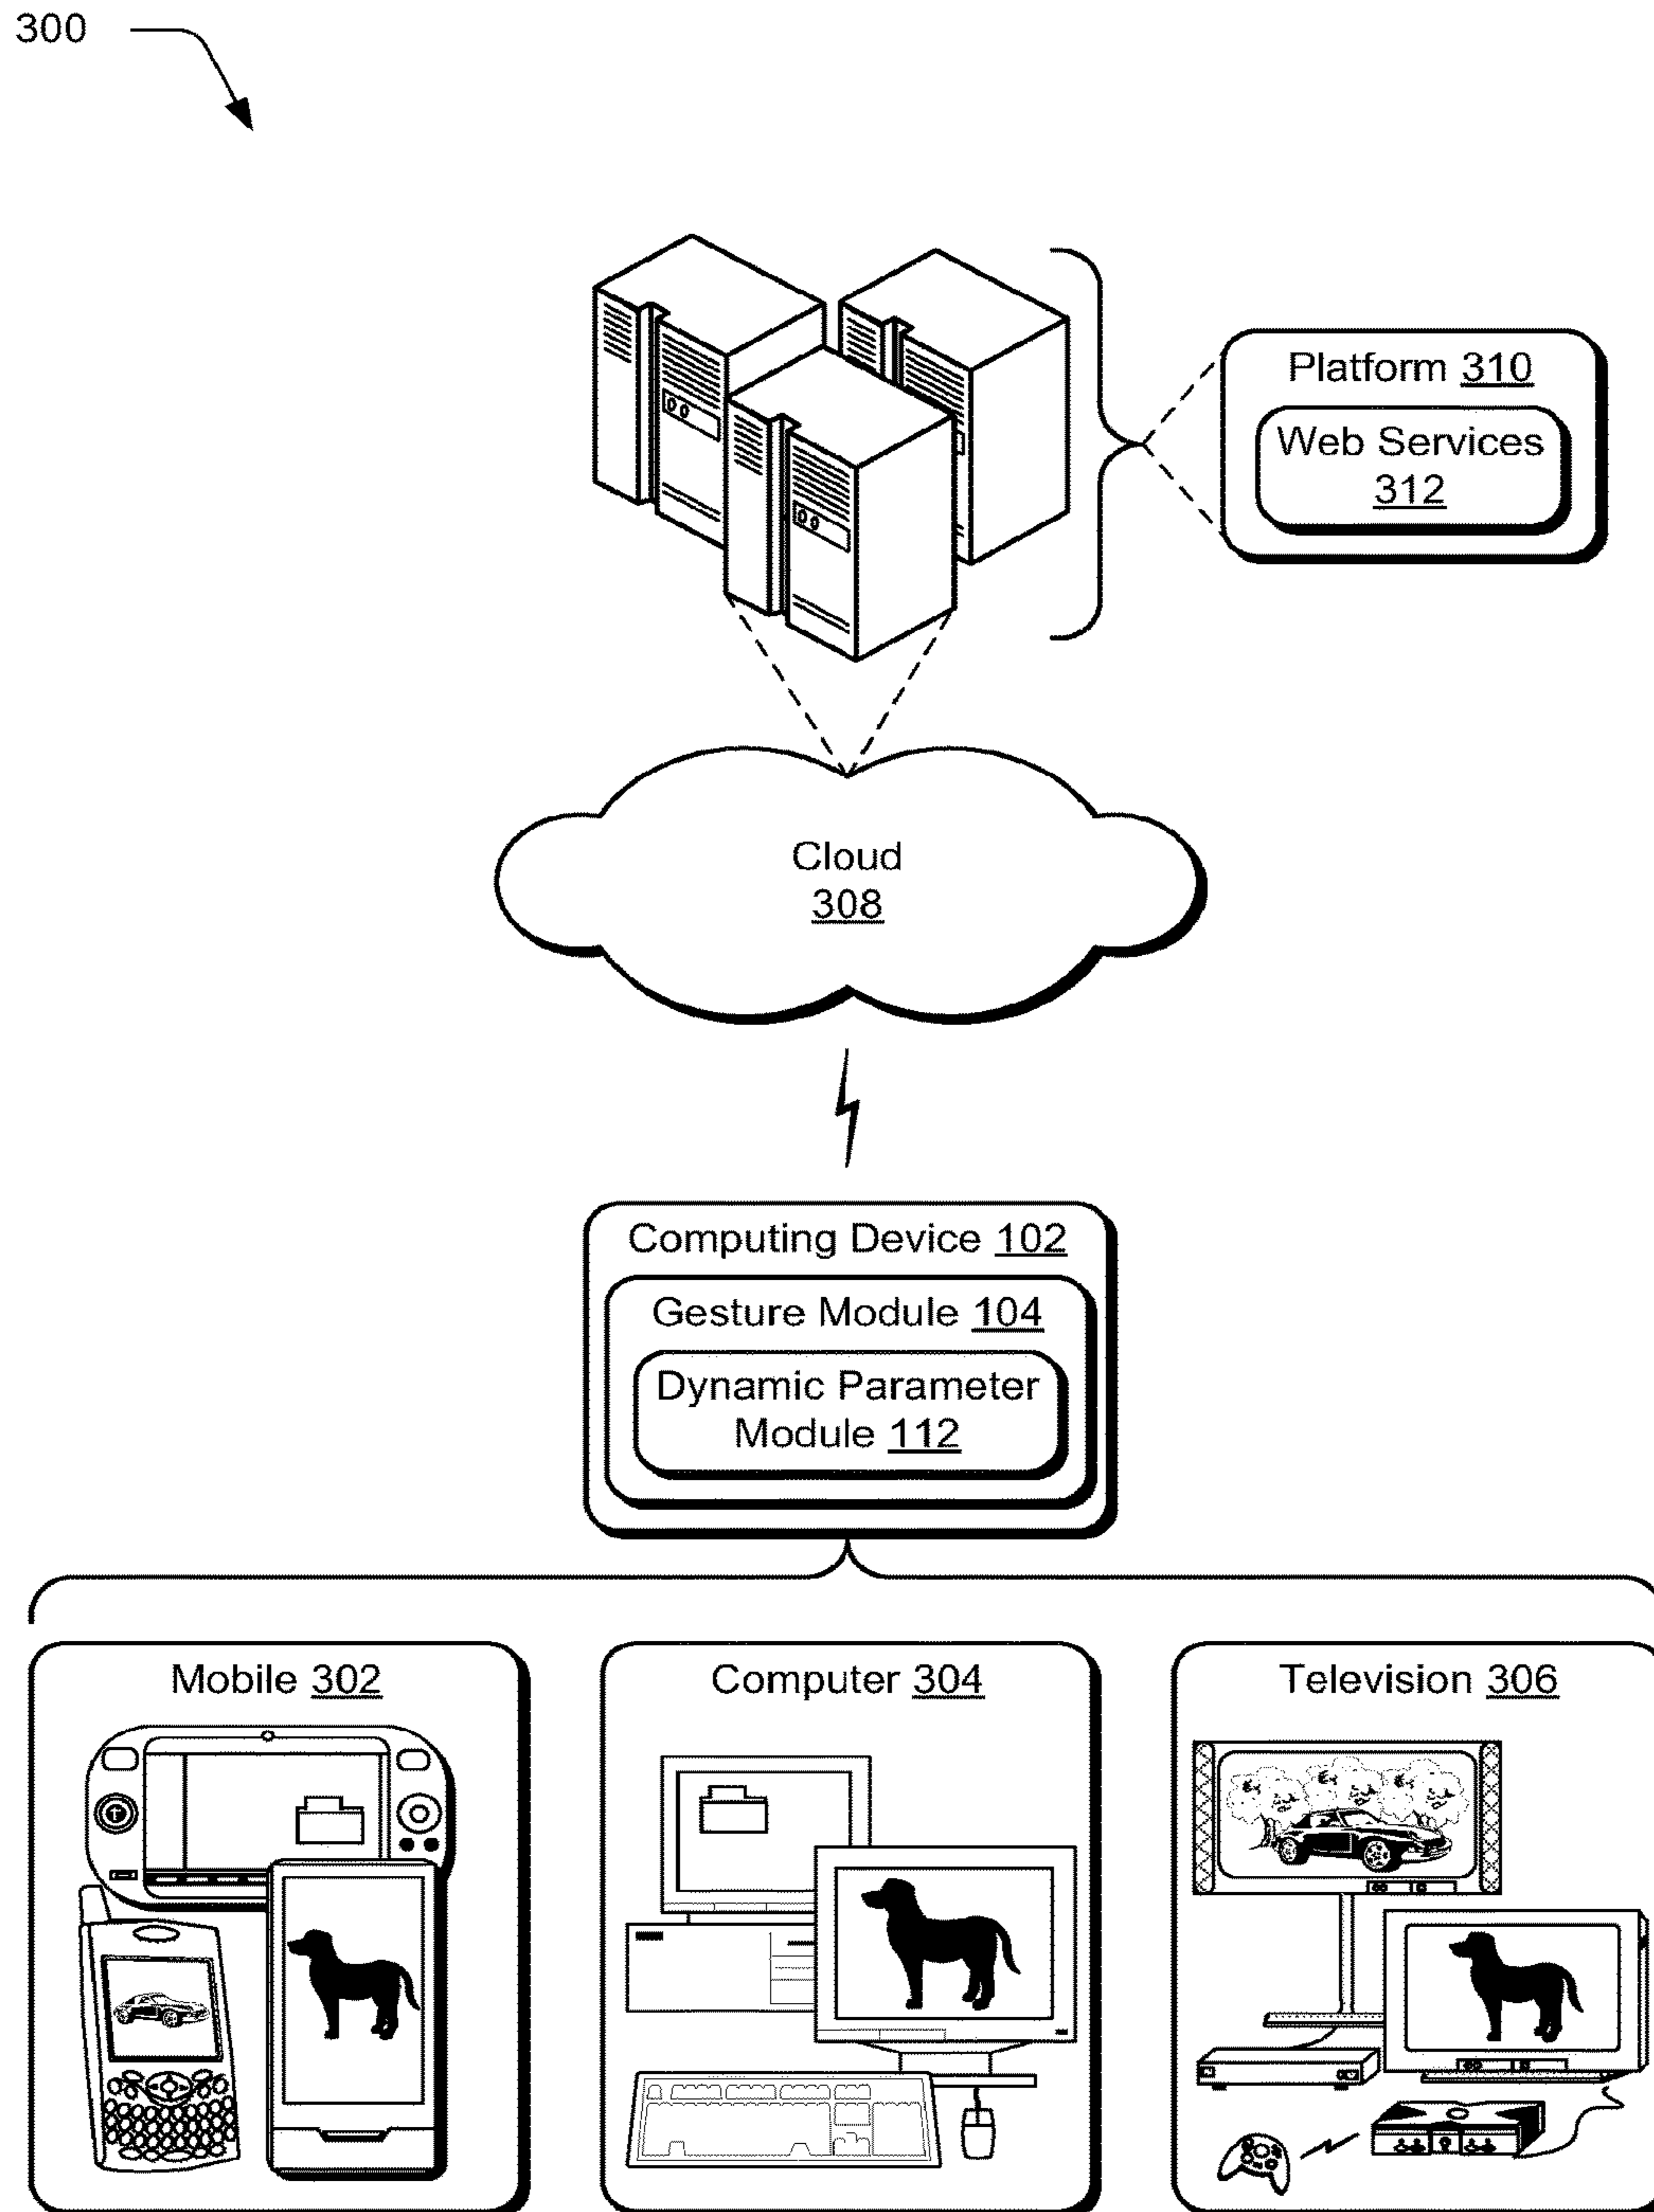 300
Platform 310
Web Services
312
Cloud
308
Computing Device 102
Gesture Module 104
Dynamic Parameter
Module 112
Mobile 302
Computer 304
Television 306